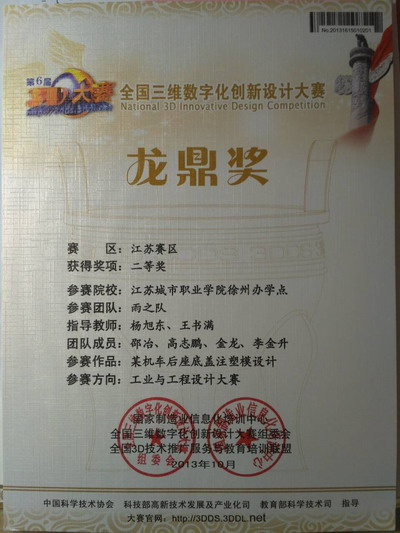 No.20131615010201
第6届
3D大赛
全国三维数字化创新设计大赛
National 3D Innovative Design Competition
龙鼎奖
赛 区：江苏赛区
获得奖项：二等奖
参赛院校：江苏城市职业学院徐州办学点
参赛团队：雨之队
指导教师：杨旭东、王书满
团队成员：邵冶、高志鹏、金龙、李金升
参赛作品：某机车后座底盖注塑模设计
参赛方向：工业与工程设计大赛
国家制造业信息化培训中心
全国三维数字化创新设计大赛组委会
全国3D技术推广服务与教育培训联盟
2013年10月
中国科学技术协会 科技部高新技术发展及产业化司 教育部科学技术司 指导
大赛官网：http://3DDS.3DDL.net